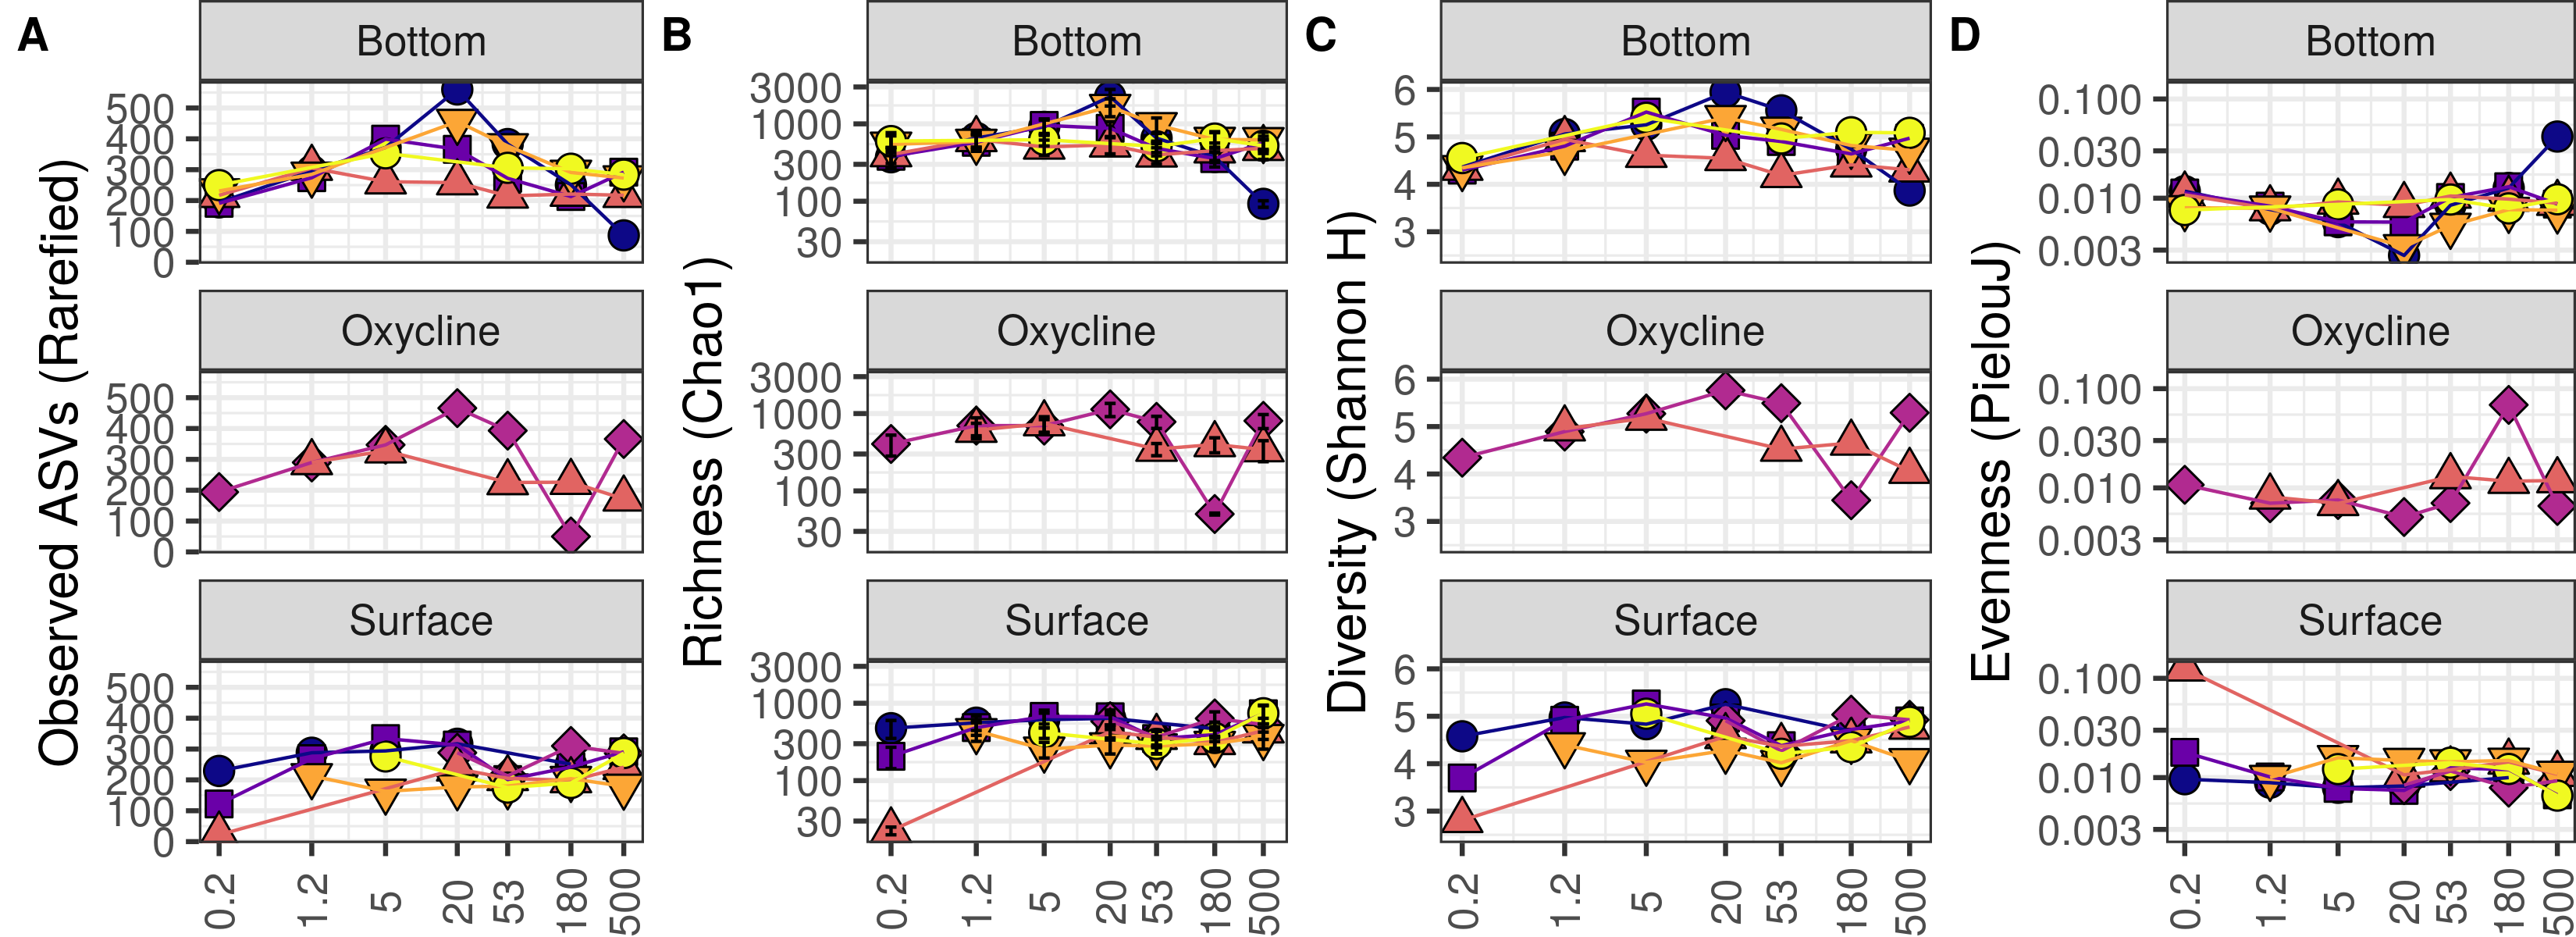 A
Observed ASVs (Rarefied)
Bottom
500
400
300
200
100
0
Oxycline
500
400
300
200
100
0
Surface
500
400
300
200
100
0
0.2 1.2 5 20 53 180 500
B
Richness (Chao1)
Bottom
3000
1000
300
100
30
Oxycline
3000
1000
300
100
30
Surface
3000
1000
300
100
30
0.2 1.2 5 20 53 180 500
C
Diversity (Shannon H)
Bottom
6
5
4
3
Oxycline
6
5
4
3
Surface
6
5
4
3
0.2 1.2 5 20 53 180 500
D
Evenness (PielouJ)
Bottom
0.100
0.030
0.010
0.003
Oxycline
0.100
0.030
0.010
0.003
Surface
0.100
0.030
0.010
0.003
0.2 1.2 5 20 53 180 500